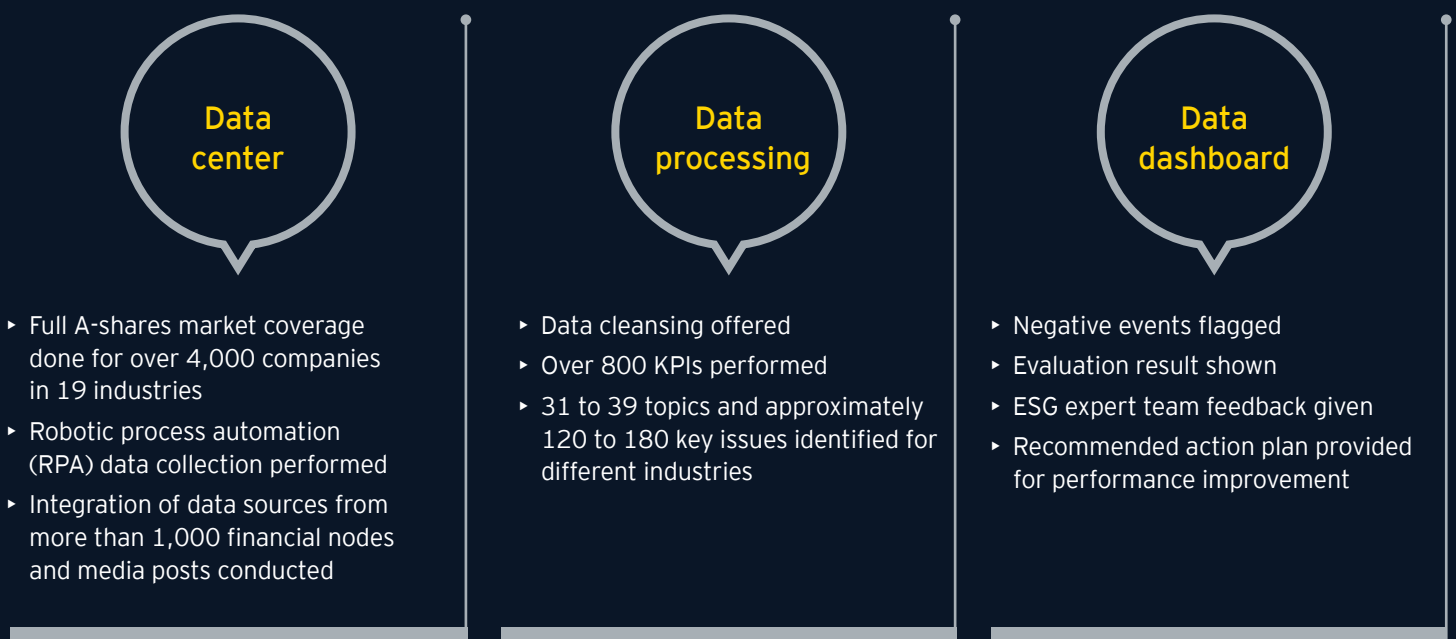 Data
center
‣ Full A-shares market coverage
done for over 4,000 companies
in 19 industries
‣ Robotic process automation
(RPA) data collection performed
‣ Integration of data sources from
more than 1,000 financial nodes
and media posts conducted
Data
processing
‣ Data cleansing offered
‣ Over 800 KPIs performed
‣ 31 to 39 topics and approximately
120 to 180 key issues identified for
different industries
Data
dashboard
‣ Negative events flagged
‣ Evaluation result shown
‣ ESG expert team feedback given
‣ Recommended action plan provided
for performance improvement